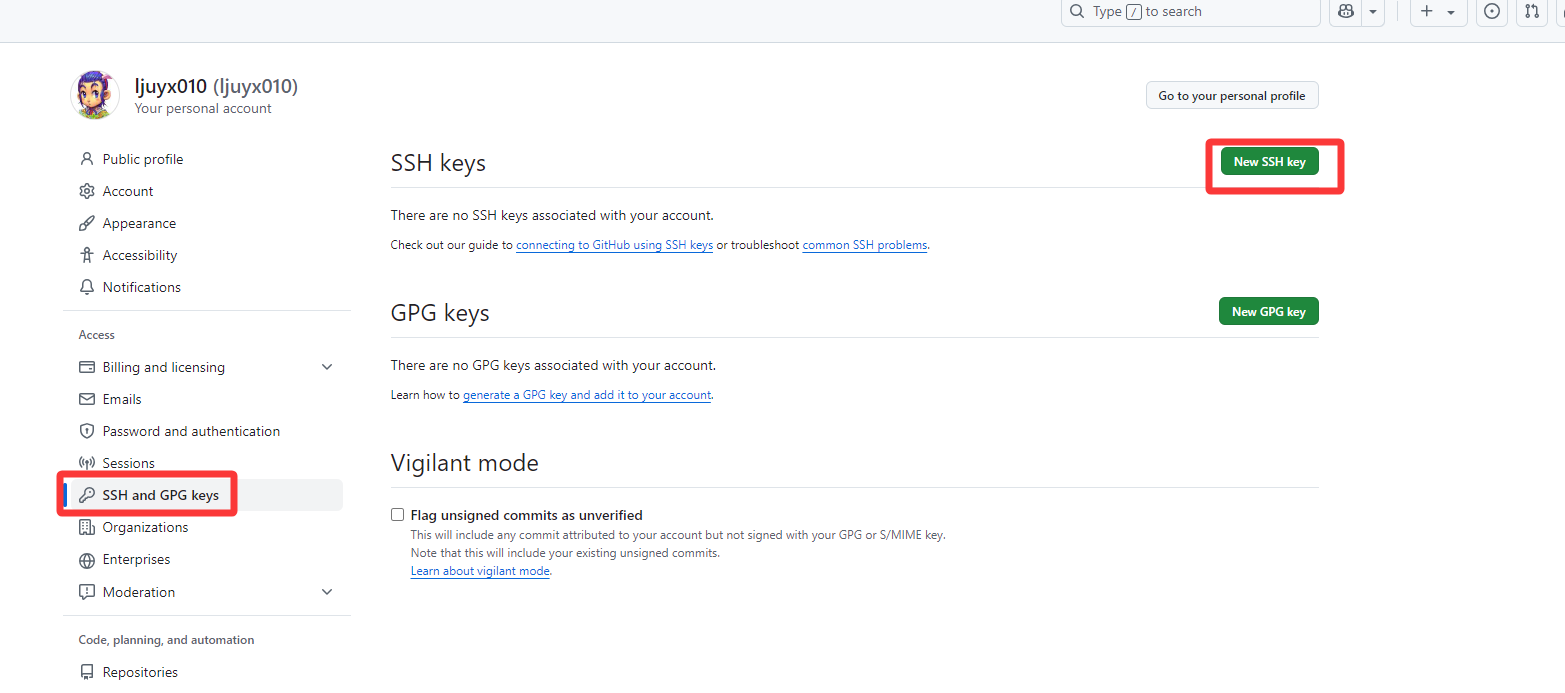 Type / to search
ljuyx010 (ljuyx010)
Your personal account
Go to your personal profile
Public profile
Account
Appearance
Accessibility
Notifications
Access
Billing and licensing
Emails
Password and authentication
Sessions
SSH and GPG keys
Organizations
Enterprises
Moderation
Code, planning, and automation
Repositories
SSH keys
New SSH key
There are no SSH keys associated with your account.
Check out our guide to connecting to GitHub using SSH keys or troubleshoot common SSH problems.
GPG keys
New GPG key
There are no GPG keys associated with your account.
Learn how to generate a GPG key and add it to your account.
Vigilant mode
Flag unsigned commits as unverified
This will include any commit attributed to your account but not signed with your GPG or S/MIME key.
Note that this will include your existing unsigned commits.
Learn about vigilant mode.